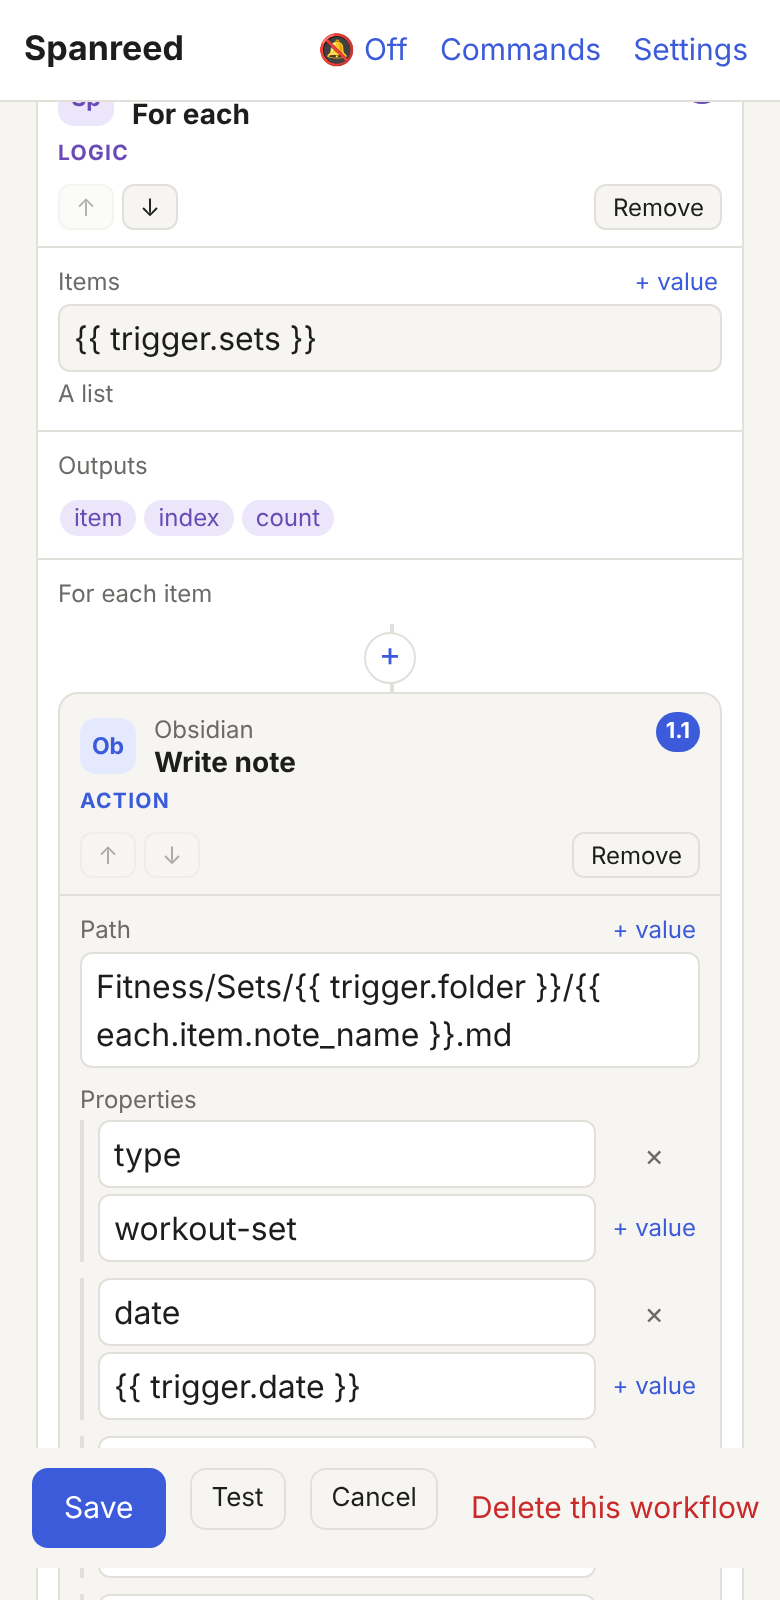 Spanreed
Off Commands Settings
Sp
For each
LOGIC
↑ ↓ Remove
Items + value
{{ trigger.sets }}
A list
Outputs
item index count
For each item
+
Ob Obsidian 1.1
Write note
ACTION
↑ ↓ Remove
Path + value
Fitness/Sets/{{ trigger.folder }}/{{
each.item.note_name }}.md
Properties
type ×
workout-set + value
date ×
{{ trigger.date }} + value
Save Test Cancel Delete this workflow